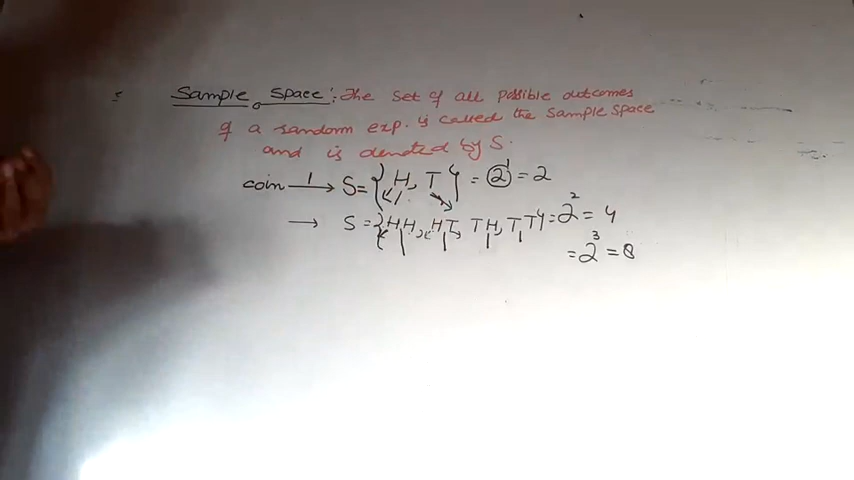 Sample Space: The Set of all possible outcomes
of a random exp. is called the Sample Space
and is denoted by S.
coin 1 → S = {H, T} = 2¹ = 2
→ S = {HH, HT, TH, TT} = 2² = 4
= 2³ = 8